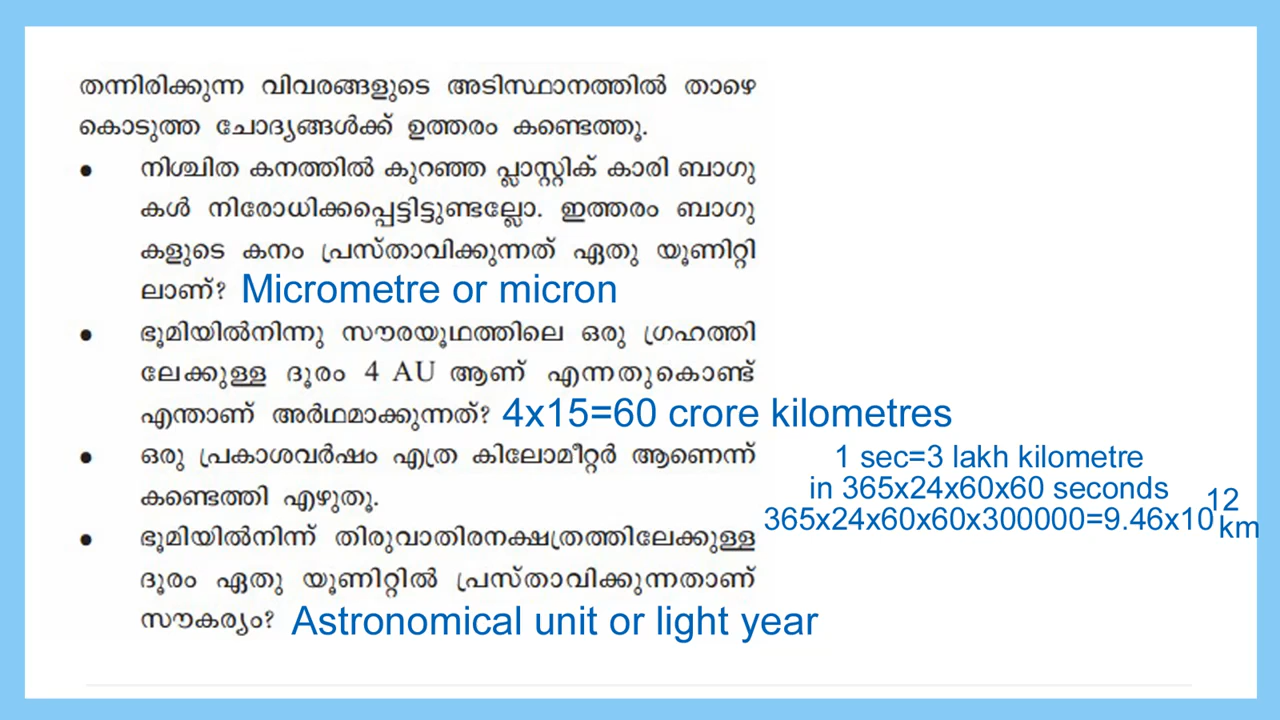 തന്നിരിക്കുന്ന വിവരങ്ങളുടെ അടിസ്ഥാനത്തിൽ താഴെ
കൊടുത്ത ചോദ്യങ്ങൾക്ക് ഉത്തരം കണ്ടെത്തൂ.
• നിശ്ചിത കനത്തിൽ കുറഞ്ഞ പ്ലാസ്റ്റിക് കാരി ബാഗു
കൾ നിരോധിക്കപ്പെട്ടിട്ടുണ്ടല്ലോ. ഇത്തരം ബാഗു
കളുടെ കനം പ്രസ്താവിക്കുന്നത് ഏതു യൂണിറ്റി
ലാണ്? Micrometre or micron
• ഭൂമിയിൽനിന്നു സൗരയൂഥത്തിലെ ഒരു ഗ്രഹത്തി
ലേക്കുള്ള ദൂരം 4 AU ആണ് എന്നതുകൊണ്ട്
എന്താണ് അർഥമാക്കുന്നത്? 4x15=60 crore kilometres
• ഒരു പ്രകാശവർഷം എത്ര കിലോമീറ്റർ ആണെന്ന്
കണ്ടെത്തി എഴുതൂ.
1 sec=3 lakh kilometre
in 365x24x60x60 seconds
365x24x60x60x300000=9.46x10¹² km
• ഭൂമിയിൽനിന്ന് തിരുവാതിരനക്ഷത്രത്തിലേക്കുള്ള
ദൂരം ഏതു യൂണിറ്റിൽ പ്രസ്താവിക്കുന്നതാണ്
സൗകര്യം? Astronomical unit or light year